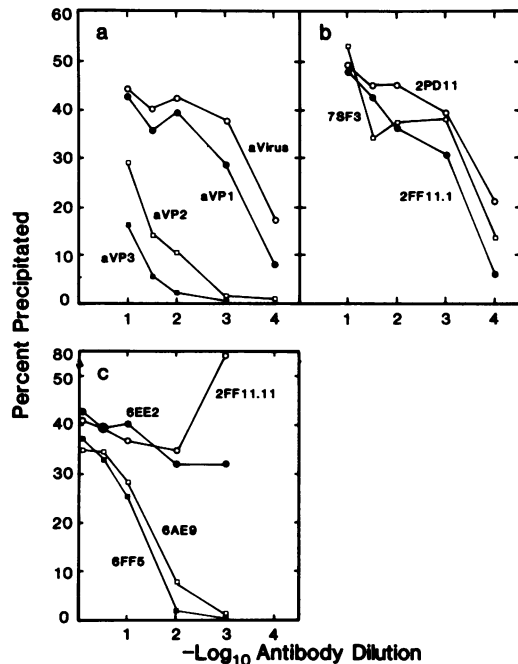 Percent Precipitated
a
60
50
40
30
20
10
0
aVirus
aVP1
aVP2
aVP3
1 2 3 4
b
2PD11
7SF3
2FF11.1
1 2 3 4
c
80
50
40
30
20
10
0
2FF11.11
6EE2
6AE9
6FF5
1 2 3 4
-Log10 Antibody Dilution